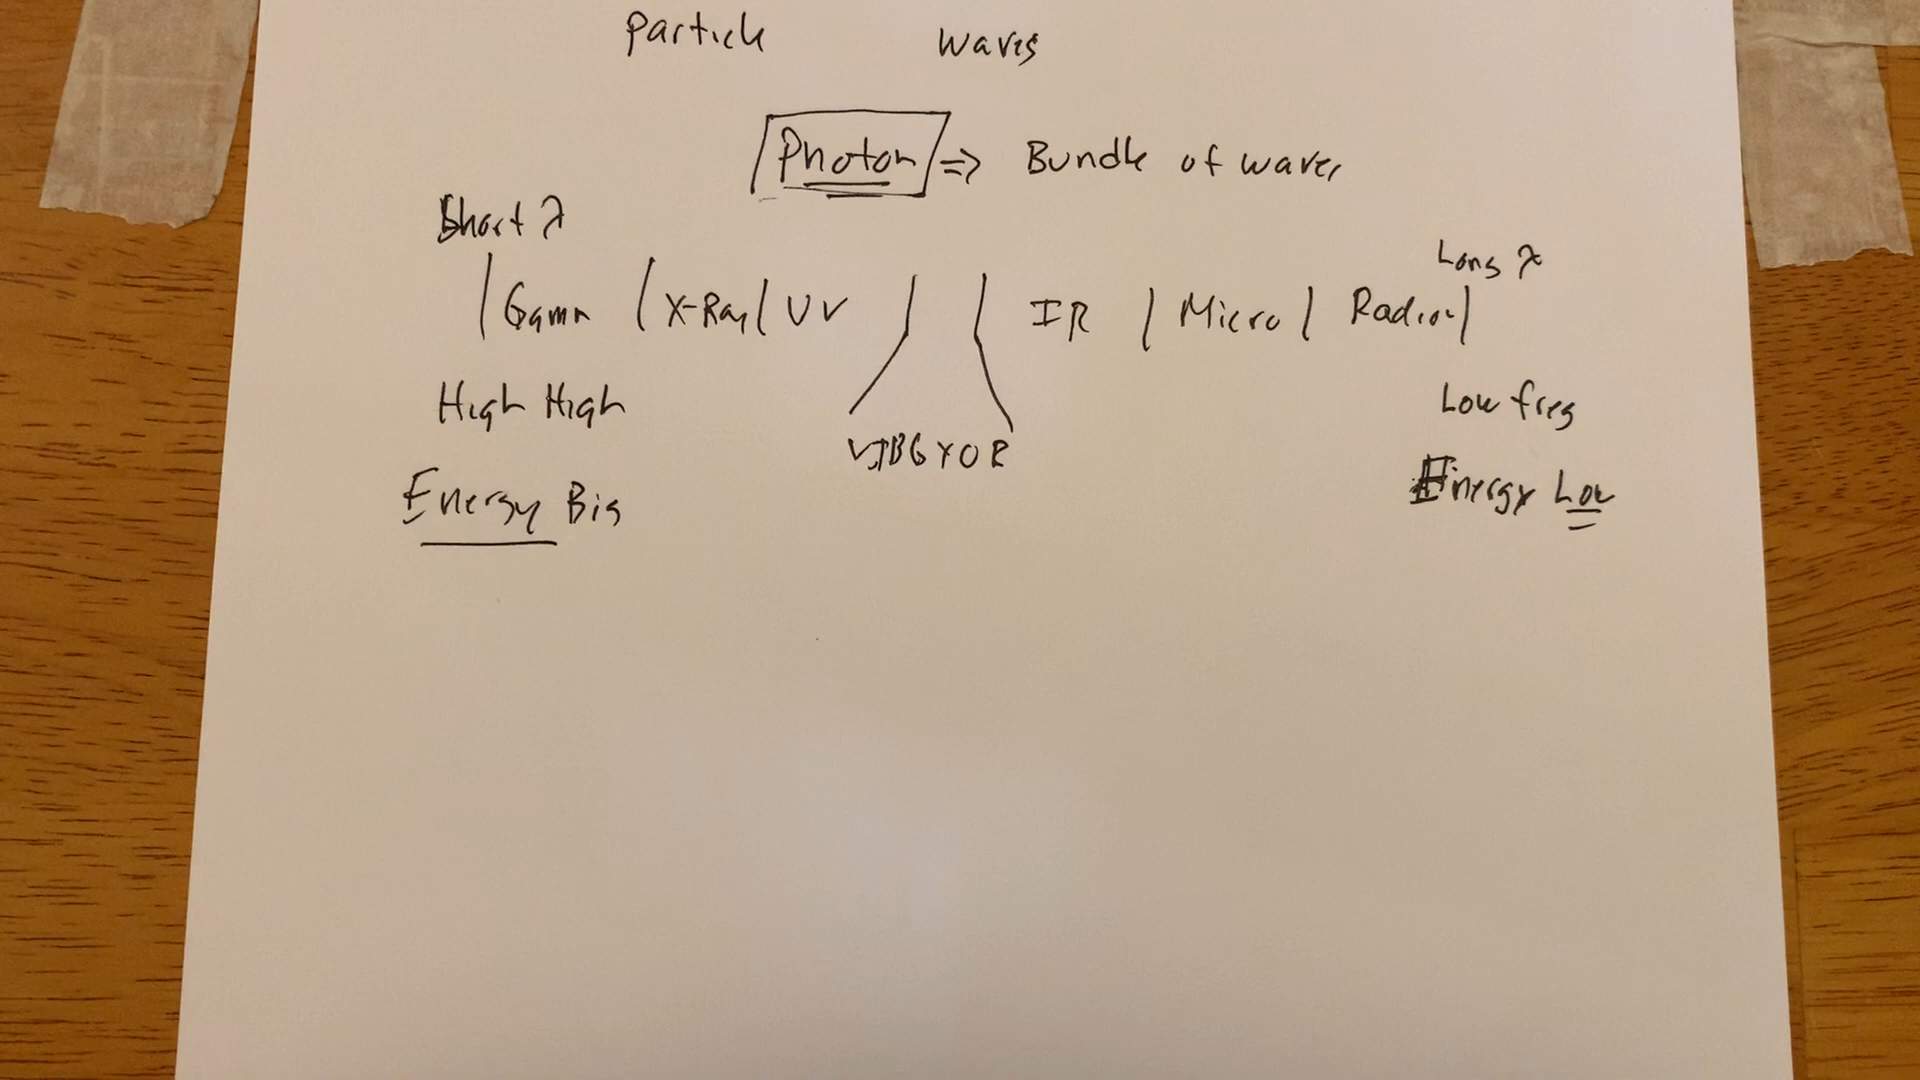 Particle waves
Photon => Bundle of waves
Short λ
Long λ
| Gamma | X-Ray | UV | | IR | Micro | Radio |
High High
Low freq
VIBGYOR
Energy Big
Energy Low